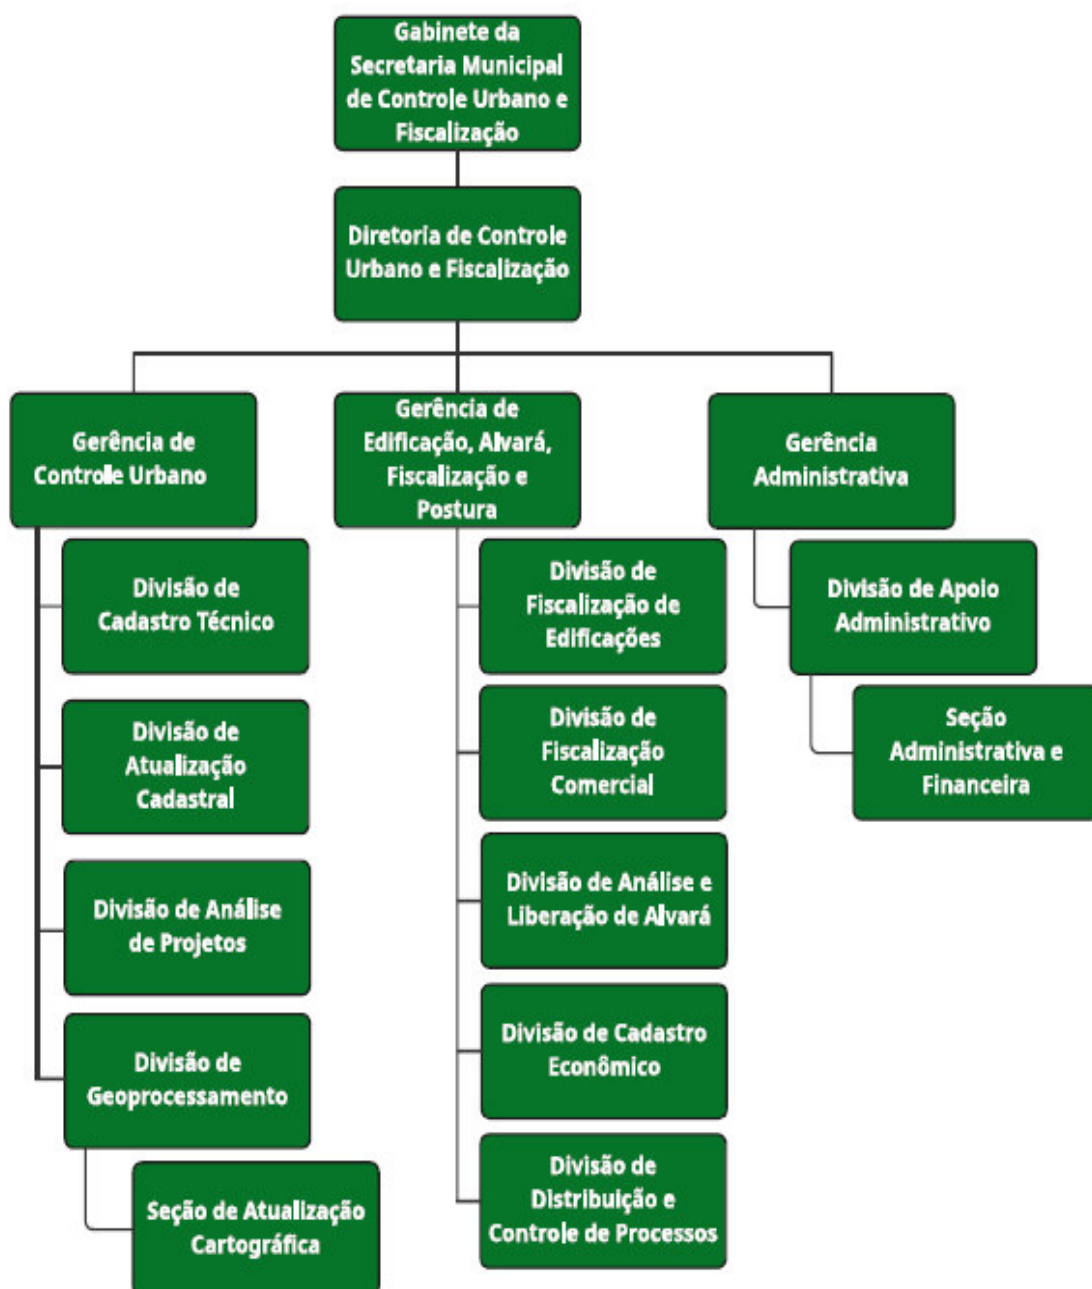 Gabinete da
Secretaria Municipal
de Controle Urbano e
Fiscalização
Diretoria de Controle
Urbano e Fiscalização
Gerência de
Controle Urbano
Divisão de
Cadastro Técnico
Divisão de
Atualização
Cadastral
Divisão de Análise
de Projetos
Divisão de
Geoprocessamento
Seção de Atualização
Cartográfica
Gerência de
Edificação, Alvará,
Fiscalização e
Postura
Divisão de
Fiscalização de
Edificações
Divisão de
Fiscalização
Comercial
Divisão de Análise e
Liberação de Alvará
Divisão de Cadastro
Econômico
Divisão de
Distribuição e
Controle de Processos
Gerência
Administrativa
Divisão de Apoio
Administrativo
Seção
Administrativa e
Financeira